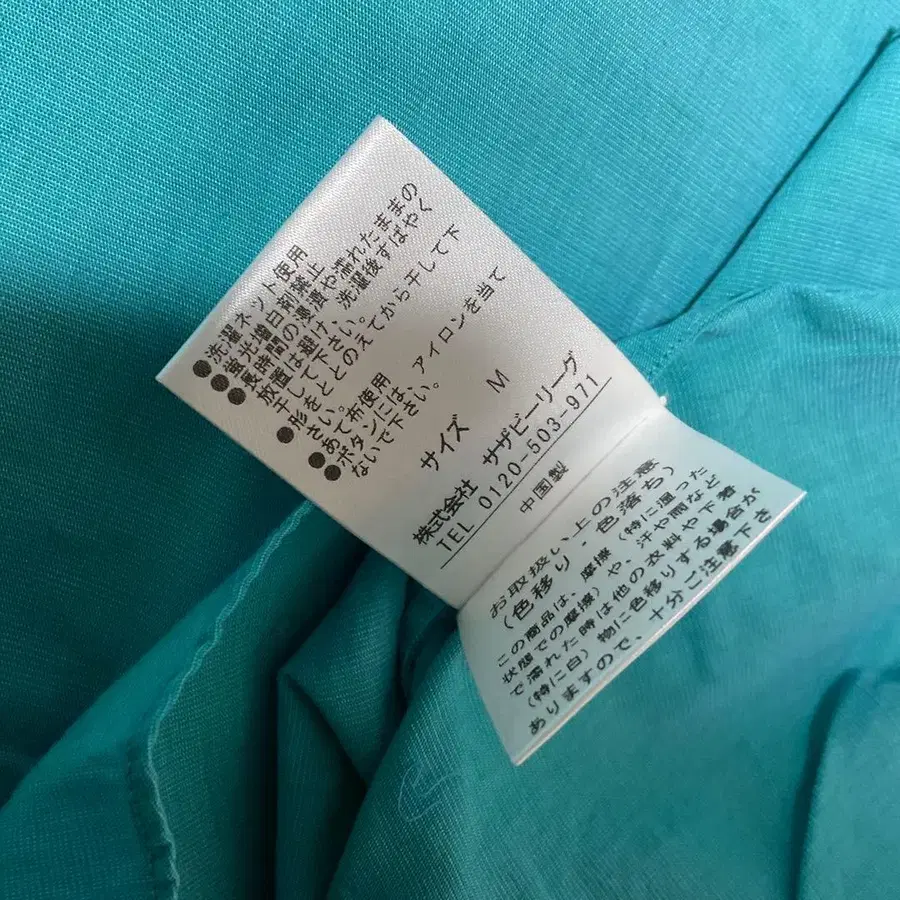 ●洗濯ネット使用
●蛍光増白剤禁止
●長時間の浸漬や濡れたままの
放置は避け、洗濯後すばやく
干して下さい。
●形をととのえてから干して下
さい。
●あて布使用
●ボタンには、アイロンを当て
ないで下さい。
サイズ M
株式会社 サザビーリーグ
TEL 0120-503-971
中国製
お取扱い上の注意
(色移り・色落ち)
この商品は、摩擦(特に湿った
状態での摩擦)や、汗や雨など
で濡れた時は他の衣料や下着
(特に白)物に色移りする場合が
ありますので、十分ご注意下さ